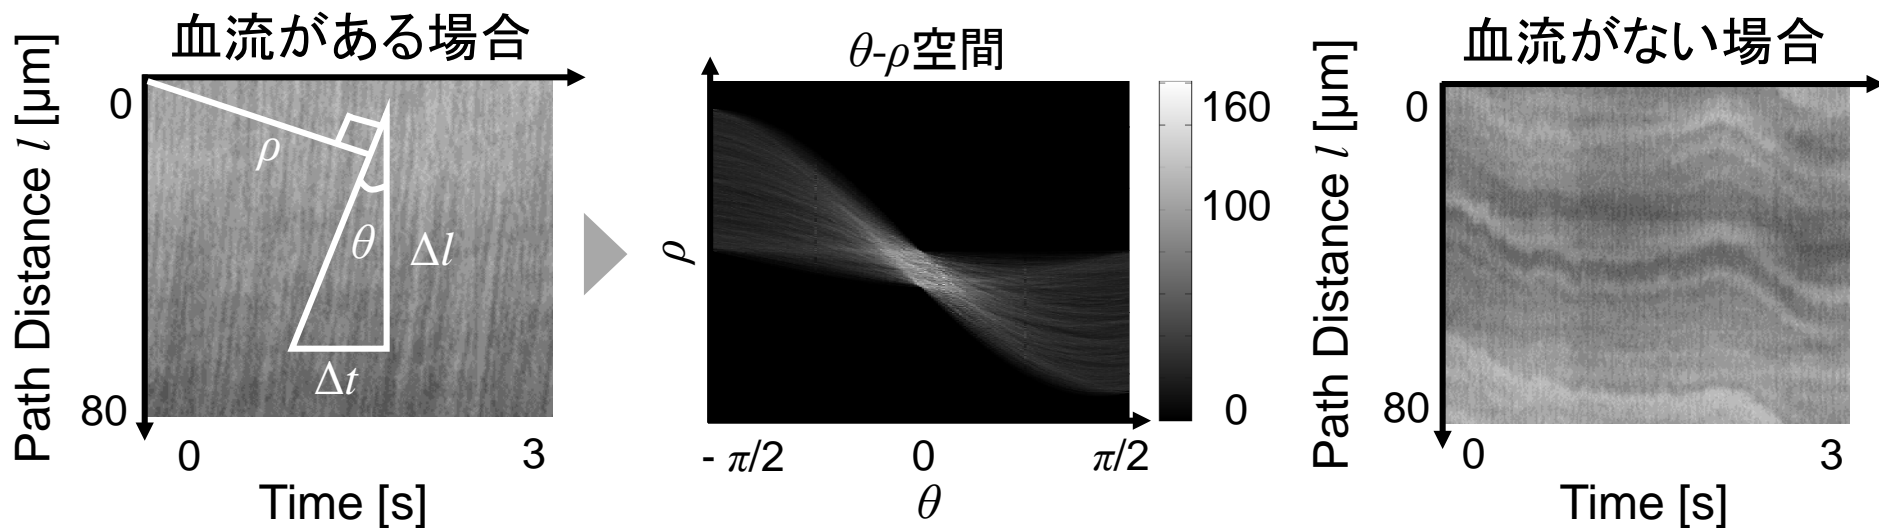 血流がある場合
Path Distance l [μm]
0
80
0
3
Time [s]
ρ
θ
Δl
Δt
θ-ρ空間
ρ
160
100
0
- π/2
0
π/2
θ
血流がない場合
Path Distance l [μm]
0
80
0
3
Time [s]